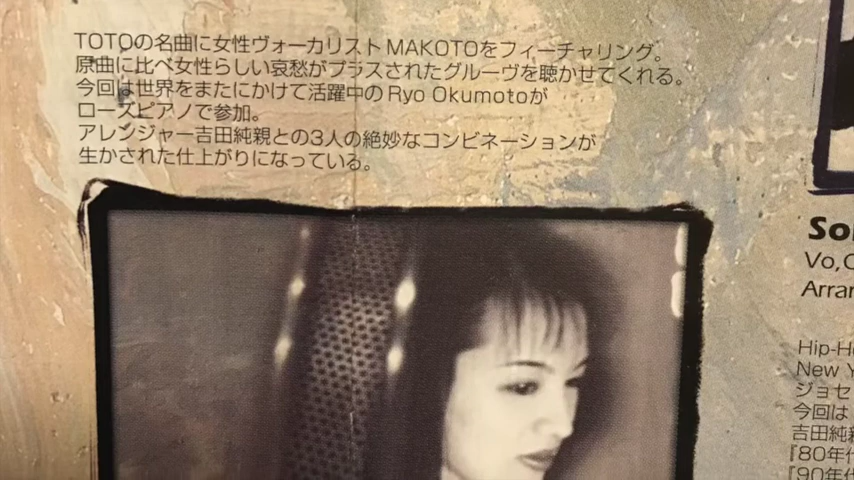 TOTOの名曲に女性ヴォーカリスト MAKOTOをフィーチャリング。
原曲に比べ女性らしい哀愁がプラスされたグルーヴを聴かせてくれる。
今回は世界をまたにかけて活躍中の Ryo Okumotoが
ローズピアノで参加。
アレンジャー吉田純親との3人の絶妙なコンビネーションが
生かされた仕上がりになっている。
So
Vo,
Arra
Hip-H
New Y
ジョセ
今回は
吉田純親
『80年代
『90年代